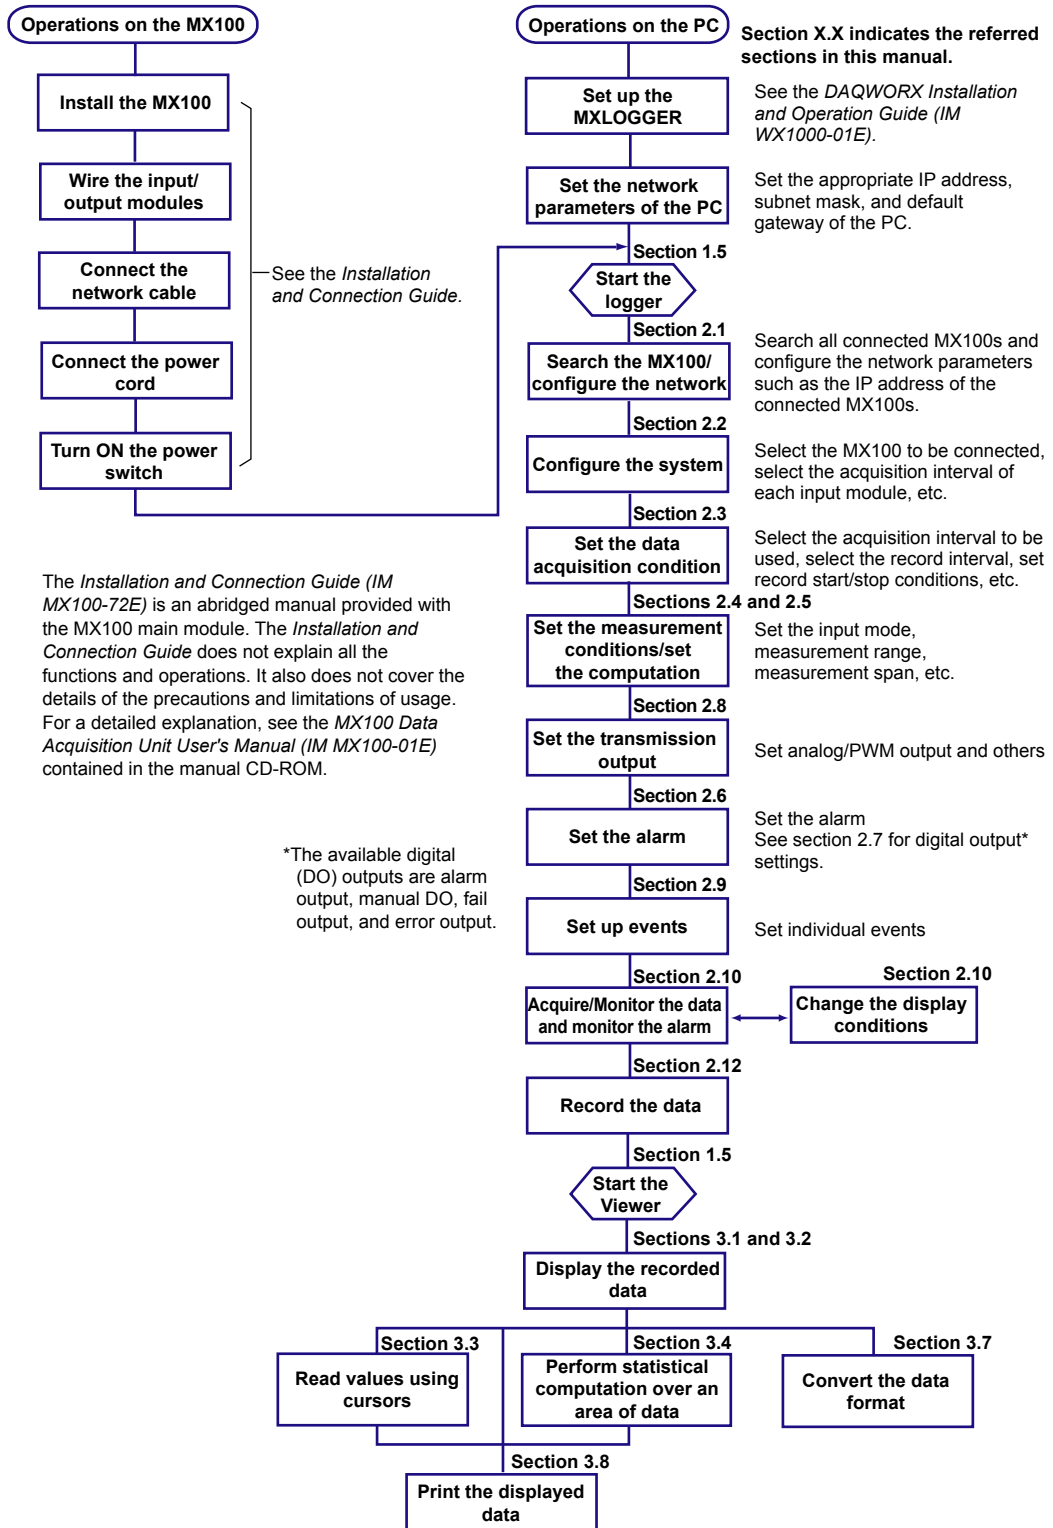 Operations on the MX100
Install the MX100
Wire the input/
output modules
Connect the
network cable
Connect the power
cord
Turn ON the power
switch
See the Installation
and Connection Guide.
The Installation and Connection Guide (IM
MX100-72E) is an abridged manual provided with
the MX100 main module. The Installation and
Connection Guide does not explain all the
functions and operations. It also does not cover the
details of the precautions and limitations of usage.
For a detailed explanation, see the MX100 Data
Acquisition Unit User's Manual (IM MX100-01E)
contained in the manual CD-ROM.
*The available digital
(DO) outputs are alarm
output, manual DO, fail
output, and error output.
Operations on the PC
Section X.X indicates the referred
sections in this manual.
Set up the
MXLOGGER
See the DAQWORX Installation
and Operation Guide (IM
WX1000-01E).
Set the network
parameters of the PC
Set the appropriate IP address,
subnet mask, and default
gateway of the PC.
Section 1.5
Start the
logger
Section 2.1
Search the MX100/
configure the network
Search all connected MX100s and
configure the network parameters
such as the IP address of the
connected MX100s.
Section 2.2
Configure the system
Select the MX100 to be connected,
select the acquisition interval of
each input module, etc.
Section 2.3
Set the data
acquisition condition
Select the acquisition interval to be
used, select the record interval, set
record start/stop conditions, etc.
Sections 2.4 and 2.5
Set the measurement
conditions/set
the computation
Set the input mode,
measurement range,
measurement span, etc.
Section 2.8
Set the transmission
output
Set analog/PWM output and others
Section 2.6
Set the alarm
Set the alarm
See section 2.7 for digital output*
settings.
Section 2.9
Set up events
Set individual events
Section 2.10
Acquire/Monitor the data
and monitor the alarm
Section 2.10
Change the display
conditions
Section 2.12
Record the data
Section 1.5
Start the
Viewer
Sections 3.1 and 3.2
Display the recorded
data
Section 3.3
Read values using
cursors
Section 3.4
Perform statistical
computation over an
area of data
Section 3.7
Convert the data
format
Section 3.8
Print the displayed
data